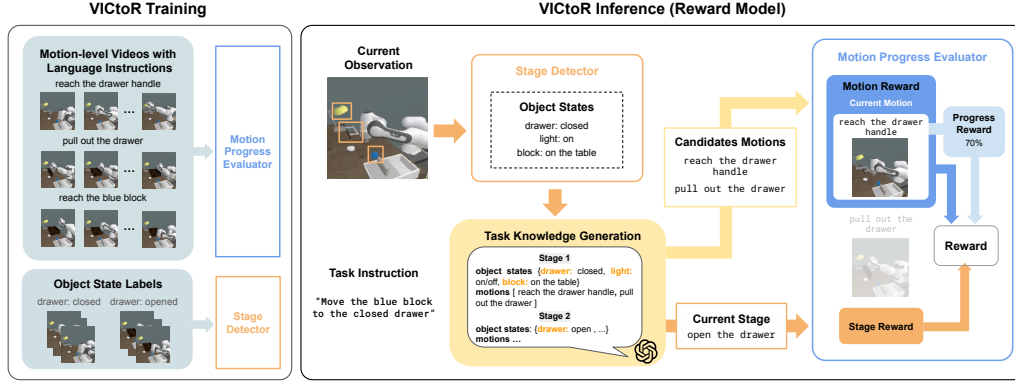 VICtoR Training
Motion-level Videos with
Language Instructions
reach the drawer handle
...
pull out the drawer
...
reach the blue block
...
Motion
Progress
Evaluator
Object State Labels
drawer: closed
drawer: opened
Stage
Detector
VICtoR Inference (Reward Model)
Current
Observation
Stage Detector
Object States
drawer: closed
light: on
block: on the table
Task Instruction
"Move the blue block
to the closed drawer"
Task Knowledge Generation
Stage 1
object states {drawer: closed, light:
on/off, block: on the table}
motions [ reach the drawer handle, pull
out the drawer ]
Stage 2
object states: {drawer: open , ...}
motions ...
Candidates Motions
reach the drawer
handle
pull out the drawer
Current Stage
open the drawer
Motion Progress Evaluator
Motion Reward
Current Motion
reach the drawer
handle
Progress
Reward
70%
pull out the
drawer
Reward
Stage Reward